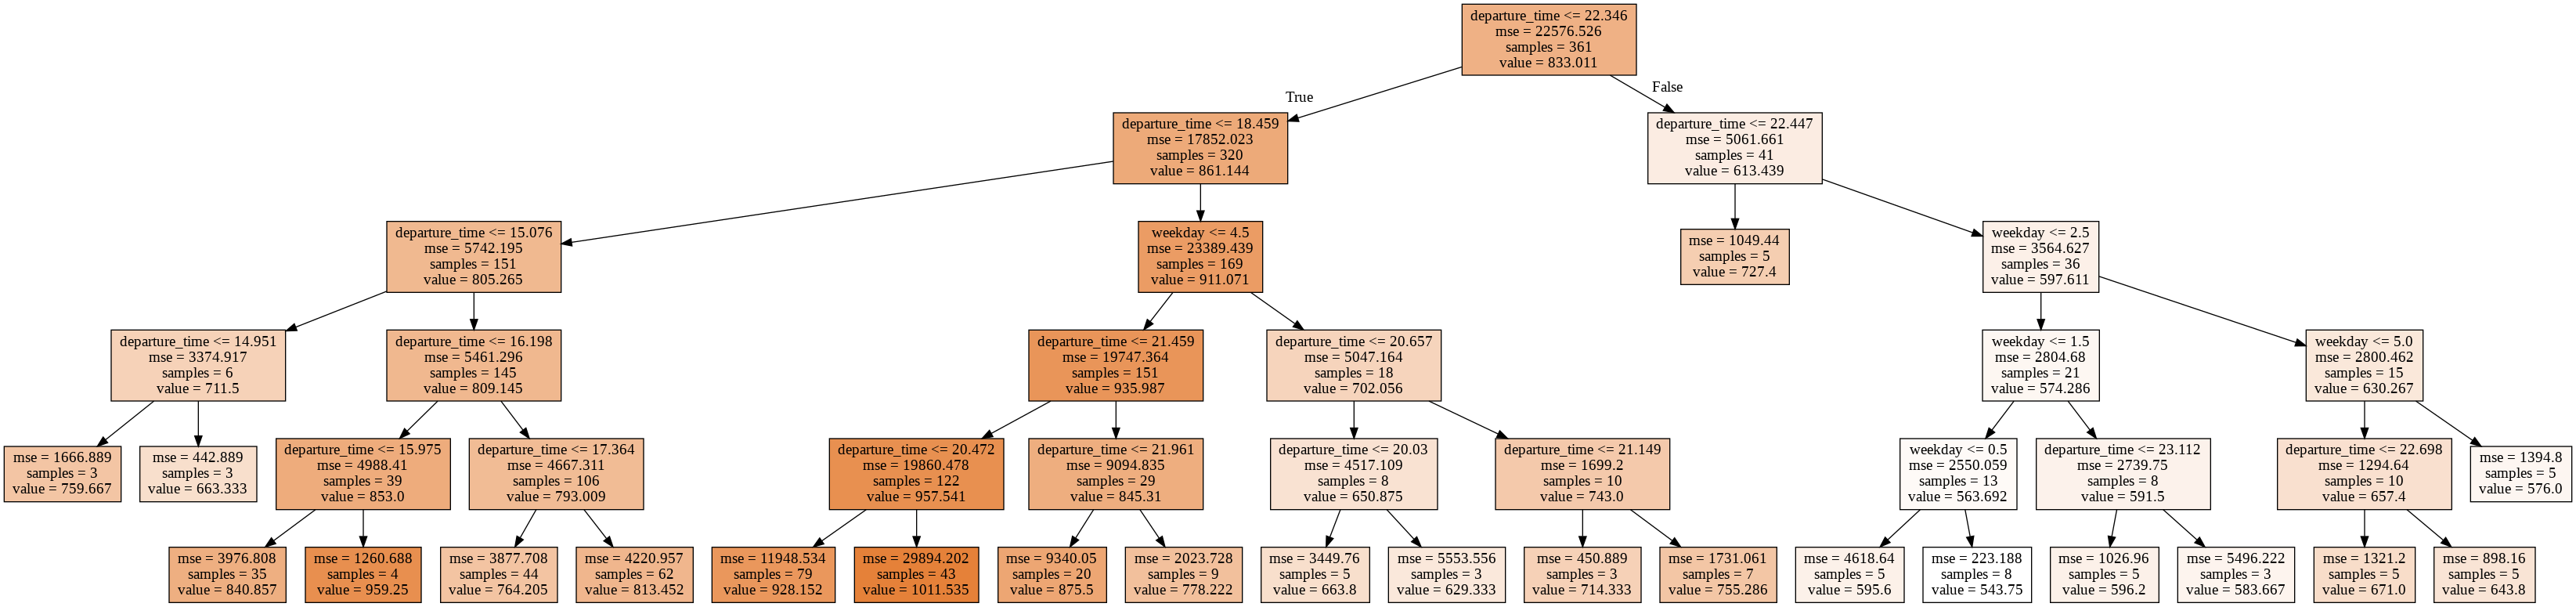 departure_time <= 22.346
mse = 22576.526
samples = 361
value = 833.011
True
False
departure_time <= 18.459
mse = 17852.023
samples = 320
value = 861.144
departure_time <= 22.447
mse = 5061.661
samples = 41
value = 613.439
departure_time <= 15.076
mse = 5742.195
samples = 151
value = 805.265
weekday <= 4.5
mse = 23389.439
samples = 169
value = 911.071
mse = 1049.44
samples = 5
value = 727.4
weekday <= 2.5
mse = 3564.627
samples = 36
value = 597.611
departure_time <= 14.951
mse = 3374.917
samples = 6
value = 711.5
departure_time <= 16.198
mse = 5461.296
samples = 145
value = 809.145
departure_time <= 21.459
mse = 19747.364
samples = 151
value = 935.987
departure_time <= 20.657
mse = 5047.164
samples = 18
value = 702.056
weekday <= 1.5
mse = 2804.68
samples = 21
value = 574.286
weekday <= 5.0
mse = 2800.462
samples = 15
value = 630.267
mse = 1666.889
samples = 3
value = 759.667
mse = 442.889
samples = 3
value = 663.333
departure_time <= 15.975
mse = 4988.41
samples = 39
value = 853.0
departure_time <= 17.364
mse = 4667.311
samples = 106
value = 793.009
departure_time <= 20.472
mse = 19860.478
samples = 122
value = 957.541
departure_time <= 21.961
mse = 9094.835
samples = 29
value = 845.31
departure_time <= 20.03
mse = 4517.109
samples = 8
value = 650.875
departure_time <= 21.149
mse = 1699.2
samples = 10
value = 743.0
weekday <= 0.5
mse = 2550.059
samples = 13
value = 563.692
departure_time <= 23.112
mse = 2739.75
samples = 8
value = 591.5
departure_time <= 22.698
mse = 1294.64
samples = 10
value = 657.4
mse = 1394.8
samples = 5
value = 576.0
mse = 3976.808
samples = 35
value = 840.857
mse = 1260.688
samples = 4
value = 959.25
mse = 3877.708
samples = 44
value = 764.205
mse = 4220.957
samples = 62
value = 813.452
mse = 11948.534
samples = 79
value = 928.152
mse = 29894.202
samples = 43
value = 1011.535
mse = 9340.05
samples = 20
value = 875.5
mse = 2023.728
samples = 9
value = 778.222
mse = 3449.76
samples = 5
value = 663.8
mse = 5553.556
samples = 3
value = 629.333
mse = 450.889
samples = 3
value = 714.333
mse = 1731.061
samples = 7
value = 755.286
mse = 4618.64
samples = 5
value = 595.6
mse = 223.188
samples = 8
value = 543.75
mse = 1026.96
samples = 5
value = 596.2
mse = 5496.222
samples = 3
value = 583.667
mse = 1321.2
samples = 5
value = 671.0
mse = 898.16
samples = 5
value = 643.8